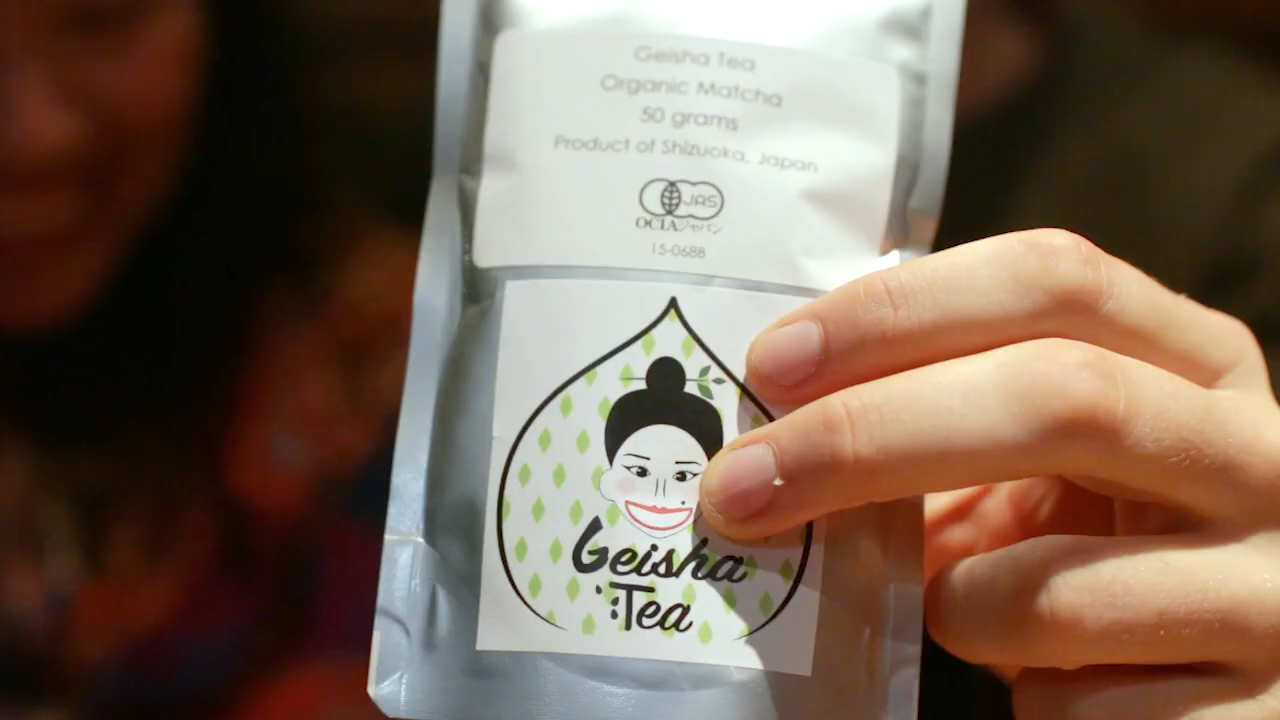 Geisha Tea
Organic Matcha
50 grams
Product of Shizuoka, Japan
JAS
OCIAジャパン
15-0688
Geisha
Tea